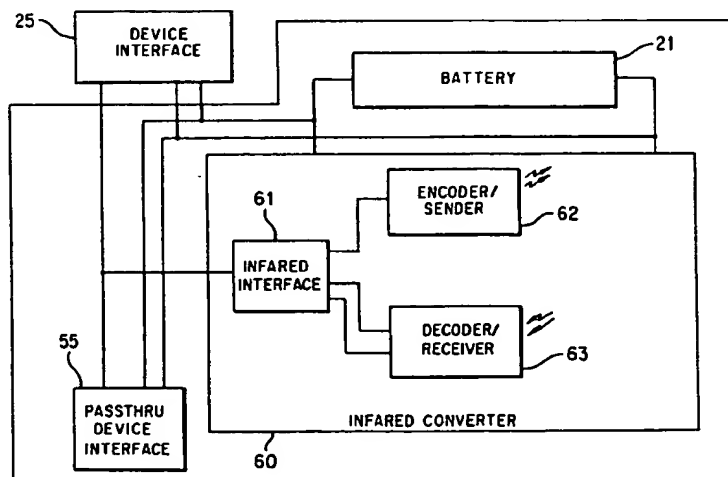 25
DEVICE
INTERFACE
21
BATTERY
61
ENCODER/
SENDER
62
INFARED
INTERFACE
55
DECODER/
RECEIVER
63
PASSTHRU
DEVICE
INTERFACE
INFARED CONVERTER
60